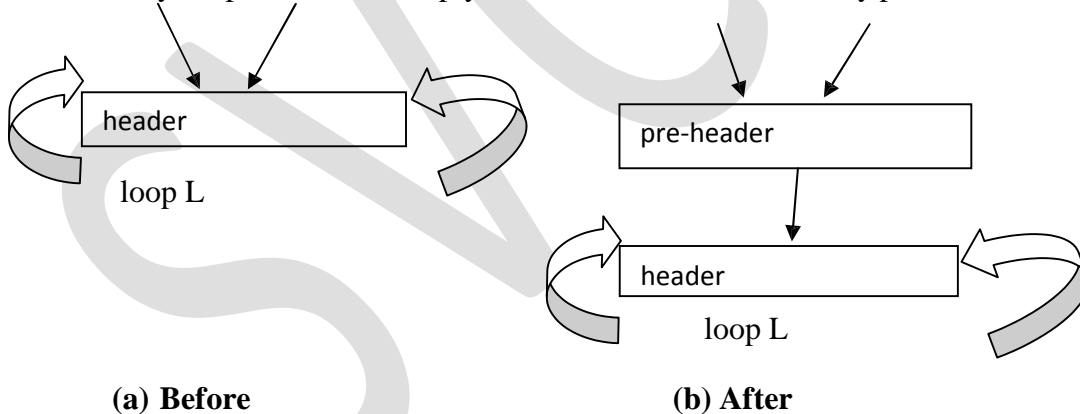 header
pre-header
header
loop L
loop L
(a) Before
(b) After